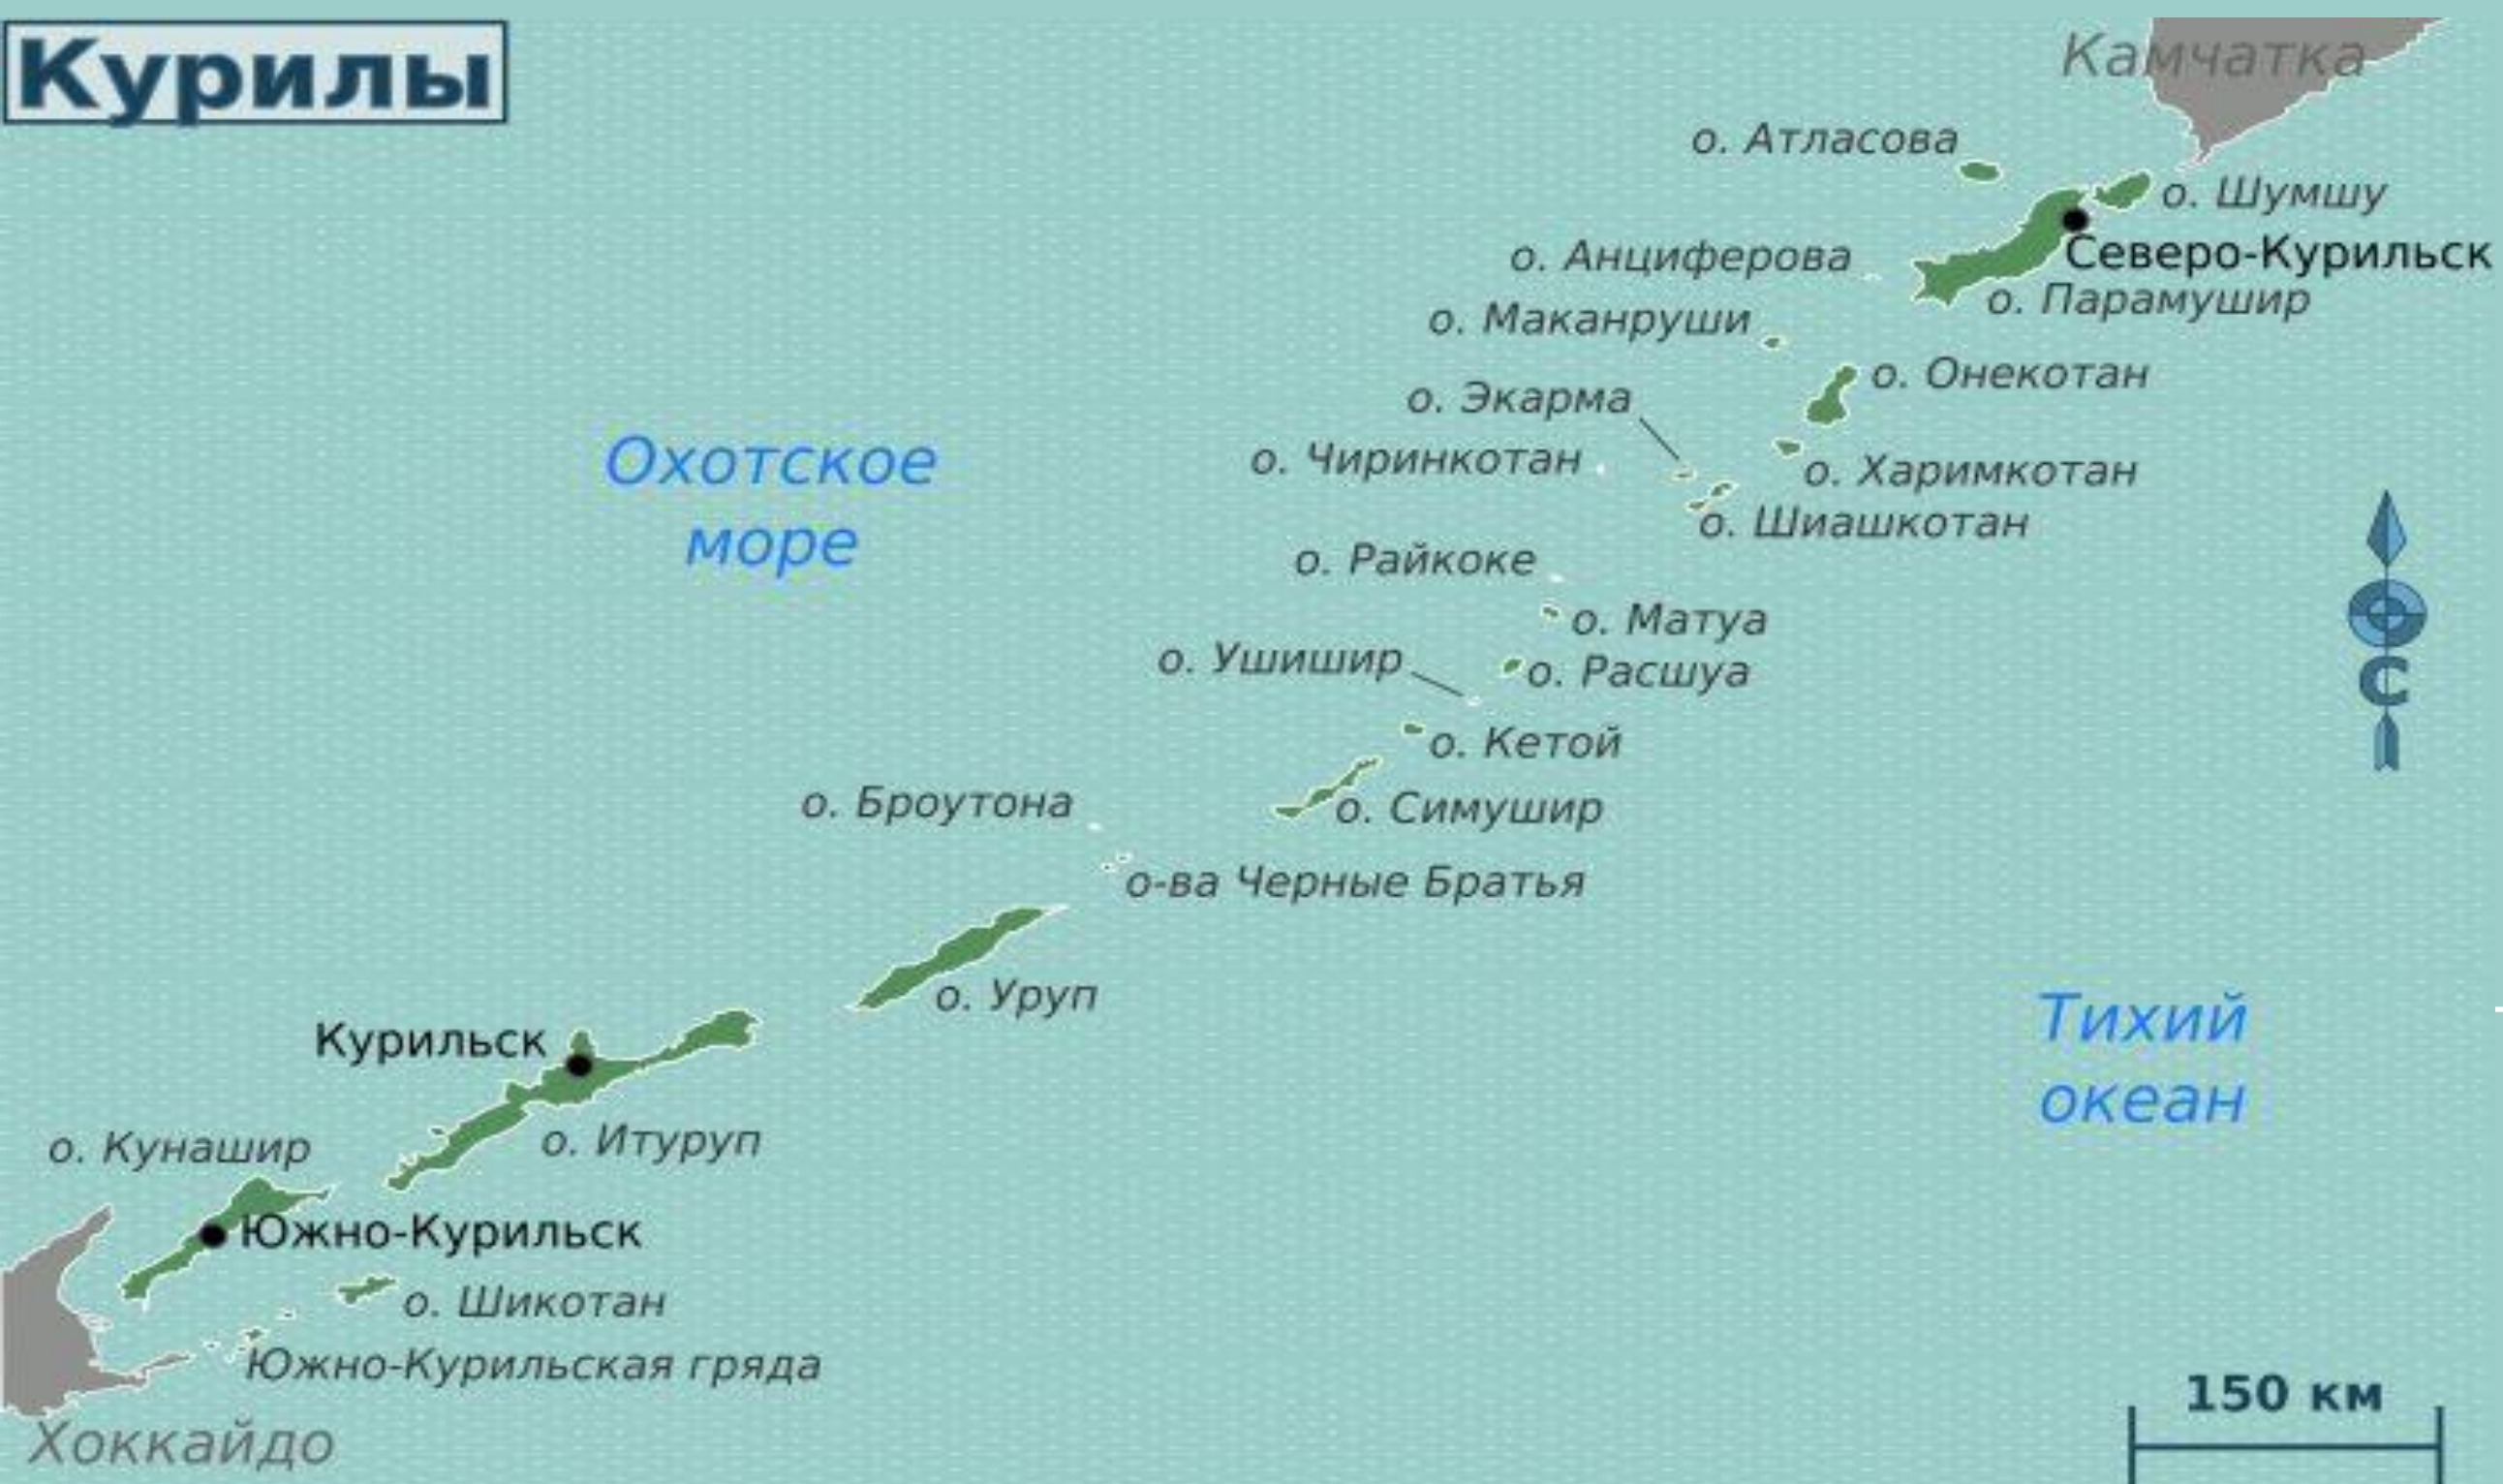 Курилы
Камчатка
о. Атласова
о. Шумшу
Северо-Курильск
о. Анциферова
о. Парамушир
о. Маканруши
о. Онекотан
о. Экарма
о. Чиринкотан
о. Харимкотан
о. Шиашкотан
Охотское
море
о. Райкоке
о. Матуа
о. Ушишир
о. Расшуа
С
о. Кетой
о. Броутона
о. Симушир
о-ва Черные Братья
о. Уруп
Тихий
океан
Курильск
о. Итуруп
о. Кунашир
Южно-Курильск
о. Шикотан
Южно-Курильская гряда
150 км
Хоккайдо